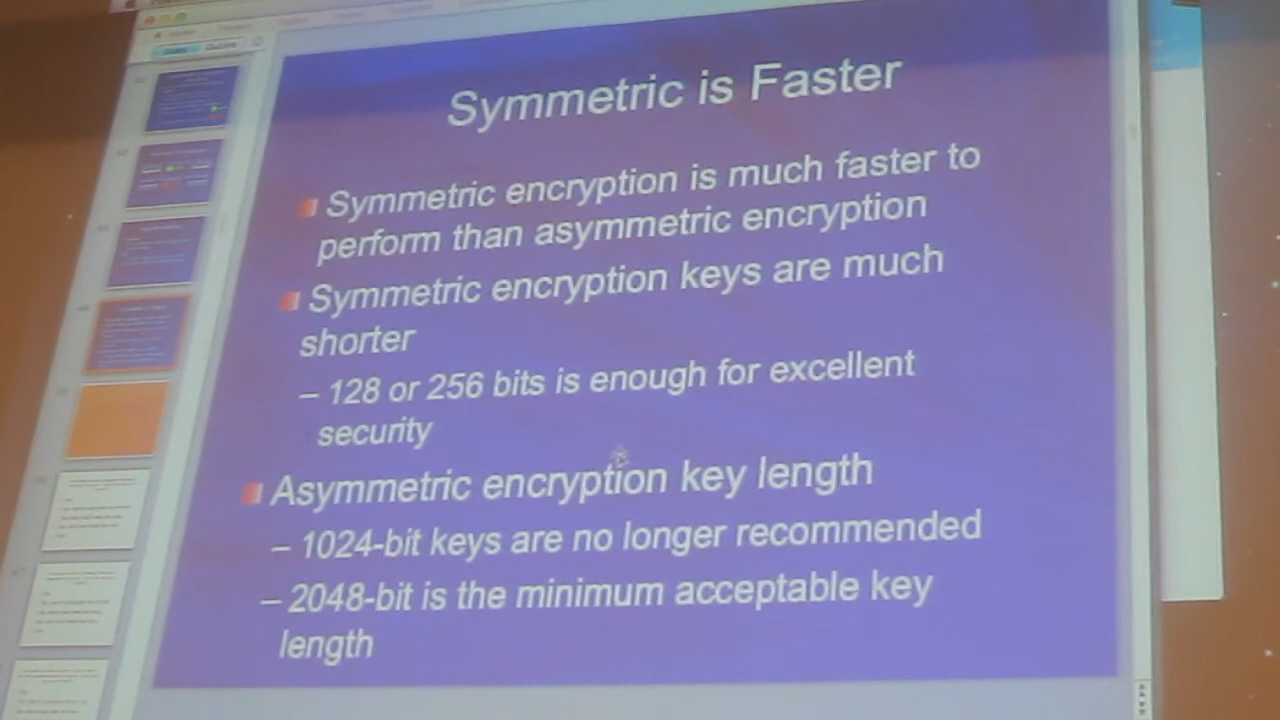 Symmetric is Faster
Symmetric encryption is much faster to
perform than asymmetric encryption
Symmetric encryption keys are much
shorter
– 128 or 256 bits is enough for excellent
security
Asymmetric encryption key length
– 1024-bit keys are no longer recommended
– 2048-bit is the minimum acceptable key
length